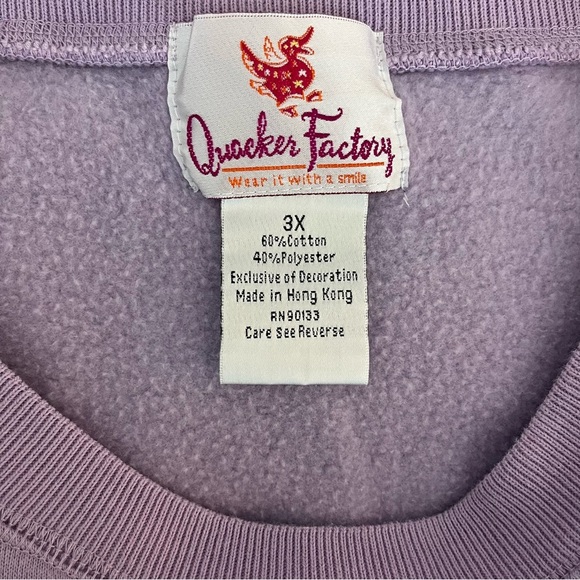 Quacker Factory
Wear it with a smile
3X
60%Cotton
40%Polyester
Exclusive of Decoration
Made in Hong Kong
RN90133
Care See Reverse